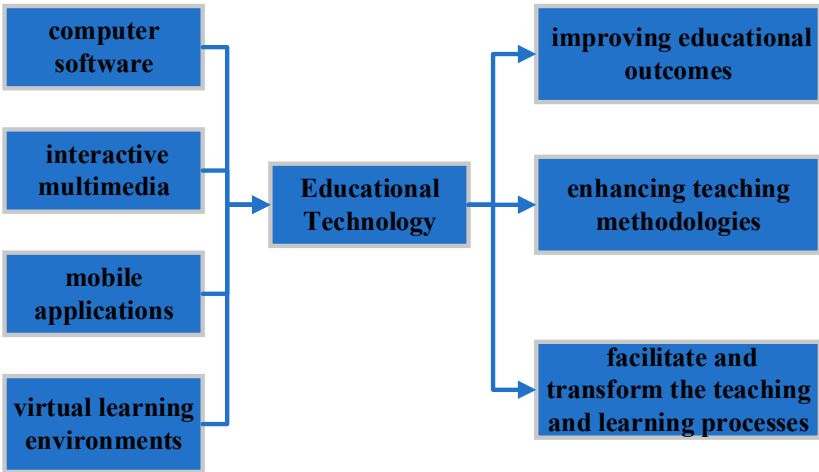 computer
software
interactive
multimedia
mobile
applications
virtual learning
environments
Educational
Technology
improving educational
outcomes
enhancing teaching
methodologies
facilitate and
transform the teaching
and learning processes